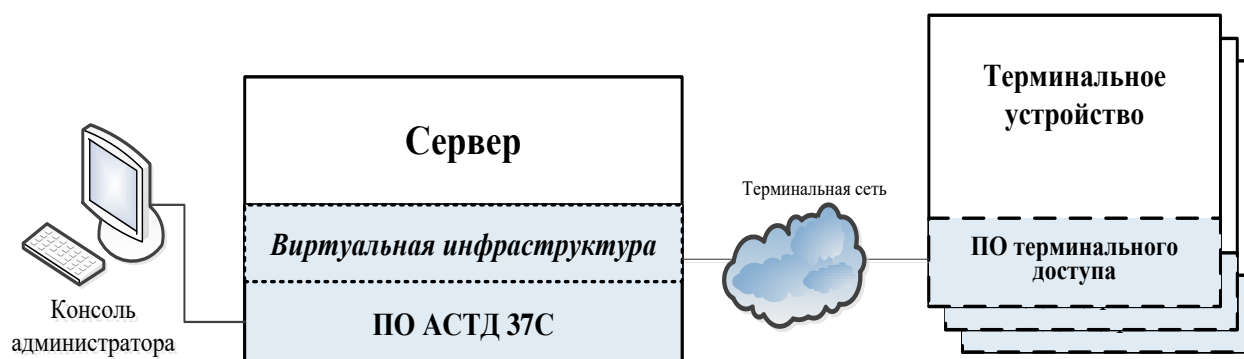 Консоль
администратора
Сервер
Виртуальная инфраструктура
ПО АСТД 37С
Терминальная сеть
Терминальное
устройство
ПО терминального
доступа